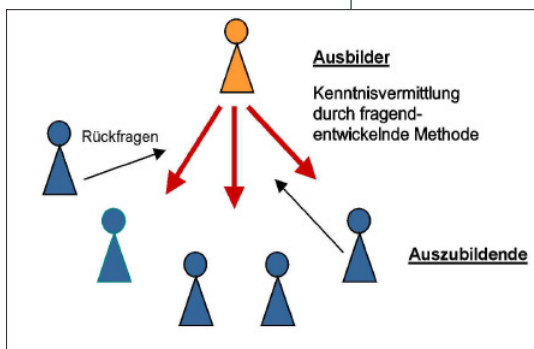 Ausbilder
Kenntnisvermittlung
durch fragend-
entwickelnde Methode
Rückfragen
Auszubildende